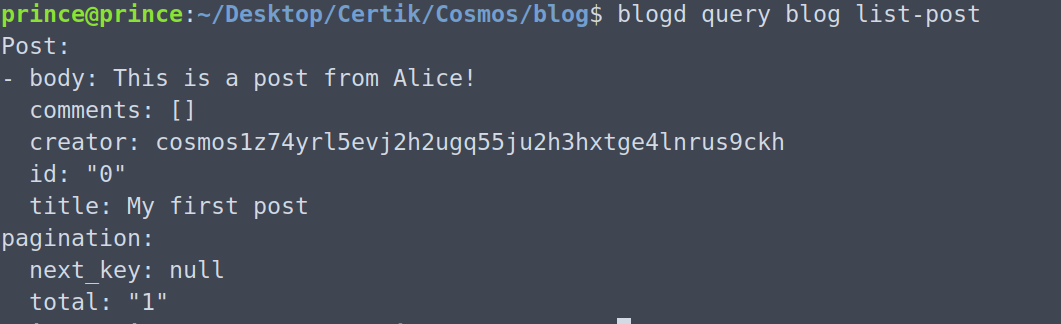 prince@prince:~/Desktop/Certik/Cosmos/blog$ blogd query blog list-post
Post:
- body: This is a post from Alice!
  comments: []
  creator: cosmos1z74yrl5evj2h2ugq55ju2h3hxtge4lnrus9ckh
  id: "0"
  title: My first post
pagination:
  next_key: null
  total: "1"